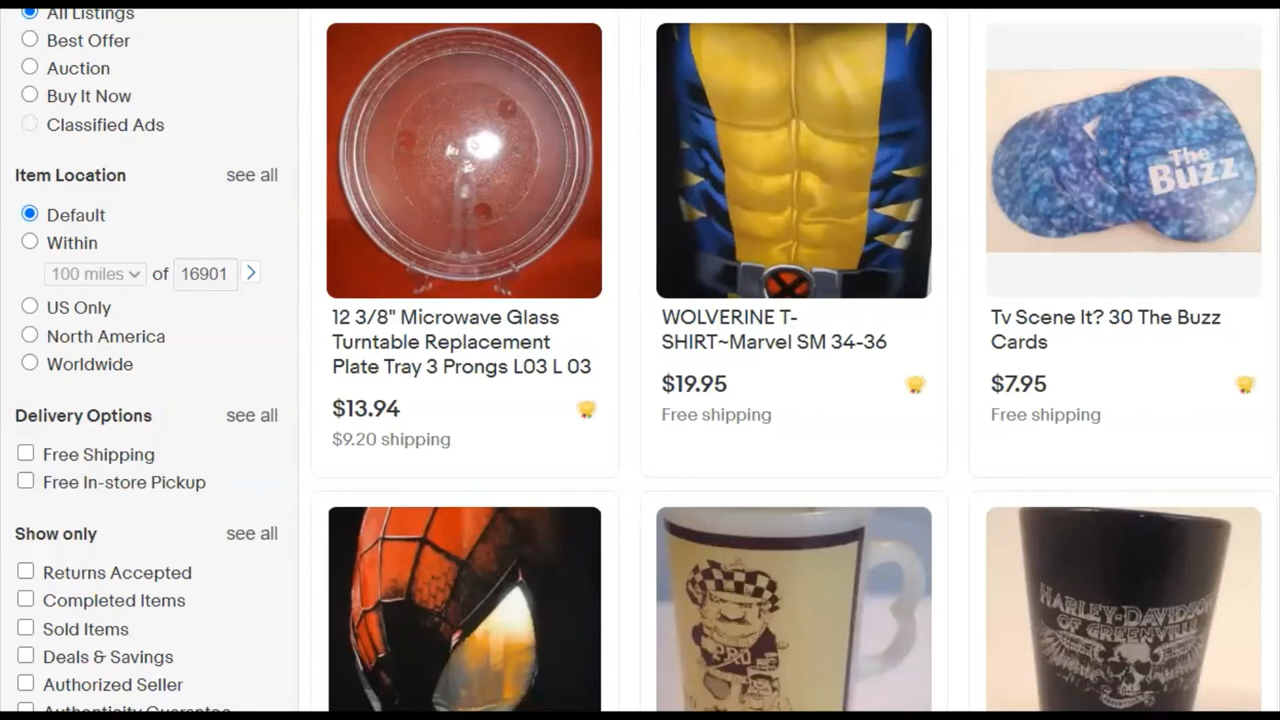 All Listings
Best Offer
Auction
Buy It Now
Classified Ads
Item Location see all
Default
Within
100 miles of 16901
US Only
North America
Worldwide
Delivery Options see all
Free Shipping
Free In-store Pickup
Show only see all
Returns Accepted
Completed Items
Sold Items
Deals & Savings
Authorized Seller
Authenticity Guarantee
12 3/8" Microwave Glass
Turntable Replacement
Plate Tray 3 Prongs L03 L 03
$13.94
$9.20 shipping
WOLVERINE T-
SHIRT~Marvel SM 34-36
$19.95
Free shipping
The
Buzz
Tv Scene It? 30 The Buzz
Cards
$7.95
Free shipping
PRO
HARLEY-DAVIDSON
OF GREENVILLE